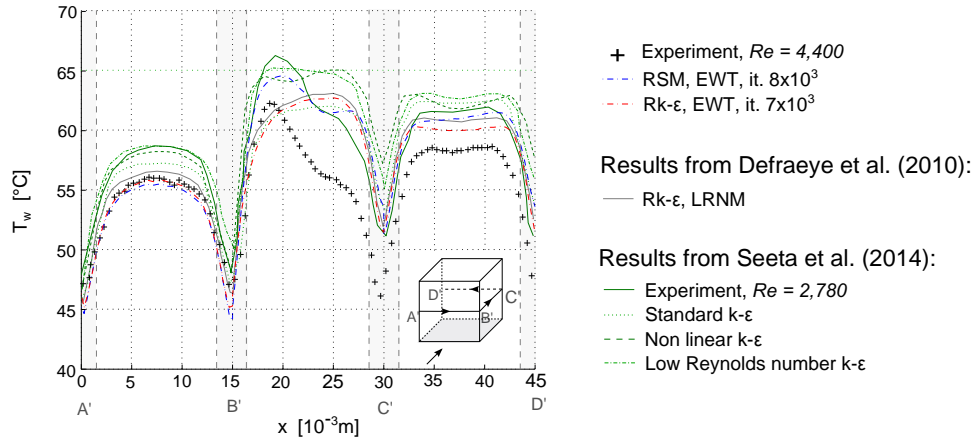 T_w [°C]
70
65
60
55
50
45
40
0 5 10 15 20 25 30 35 40 45
A' B' C' D'
x [10⁻³m]
D' C'
A' B'
Experiment, Re = 4,400
RSM, EWT, it. 8x10³
Rk-ε, EWT, it. 7x10³
Results from Defraeye et al. (2010):
Rk-ε, LRNM
Results from Seeta et al. (2014):
Experiment, Re = 2,780
Standard k-ε
Non linear k-ε
Low Reynolds number k-ε